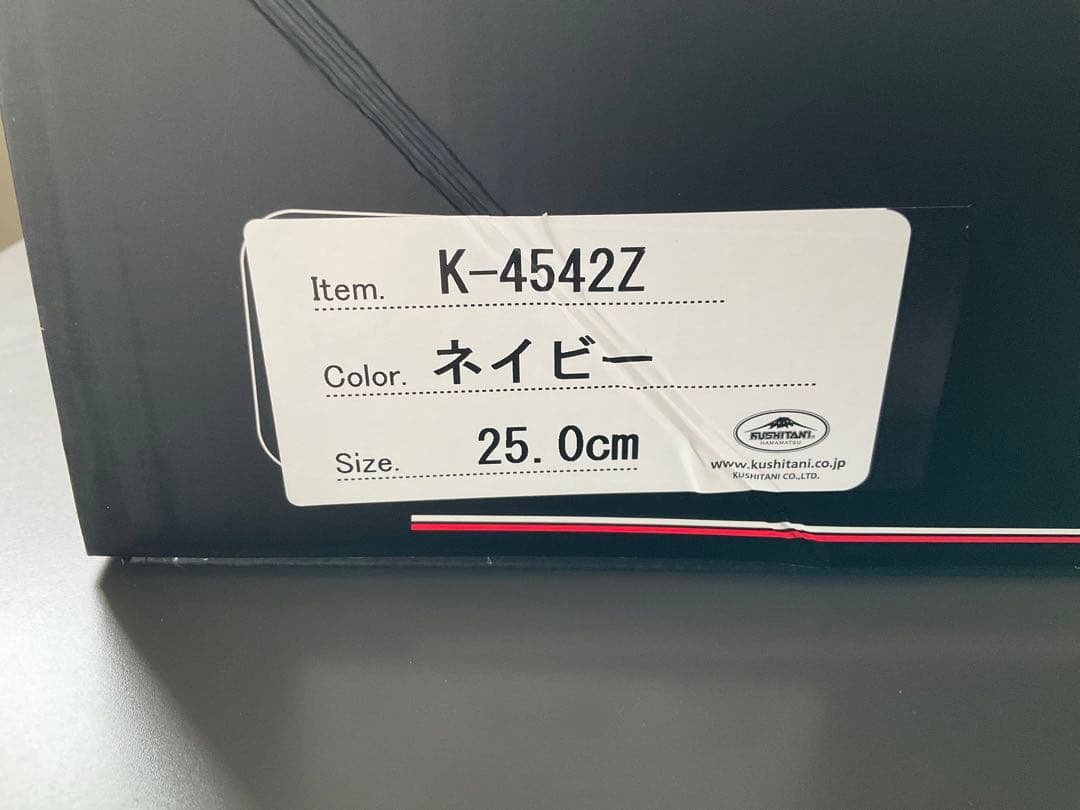 Item. K-4542Z
Color. ネイビー
Size. 25.0cm
KUSHITANI®
HAMAMATSU
www.kushitani.co.jp
KUSHITANI CO.,LTD.